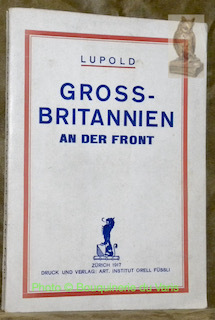 LUPOLD
GROSS-
BRITANNIEN
AN DER FRONT
ZÜRICH 1917
DRUCK UND VERLAG: ART. INSTITUT ORELL FÜSSLI